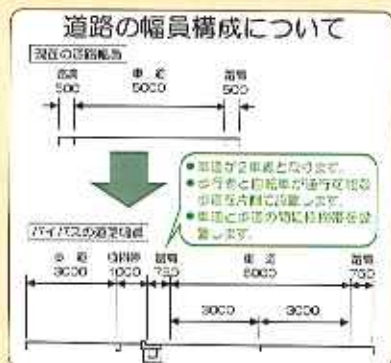 道路の幅員構成について
現在の道路幅員
路肩 車道 路肩
500 5000 500
●車道が2車線となります。
●歩行者と自転車が通行可能な
歩道を片側に設置します。
●車道と歩道の間に植樹帯を設
置します。
バイパスの道路幅員
歩道 植樹帯 路肩 車道 路肩
3000 1000 750 6000 750
3000 3000